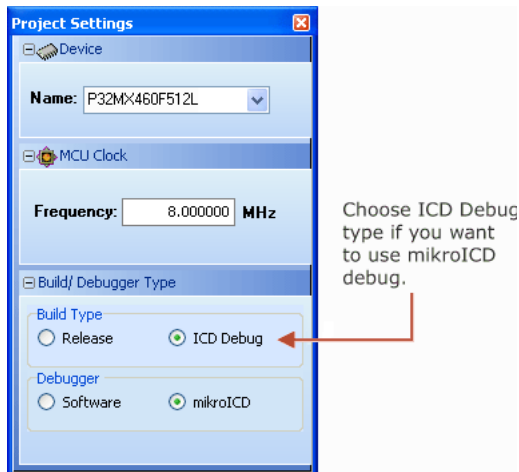 Project Settings
Device
Name: P32MX460F512L
MCU Clock
Frequency: 8.000000 MHz
Choose ICD Debug
type if you want
to use mikroICD
debug.
Build/ Debugger Type
Build Type
Release ICD Debug
Debugger
Software mikroICD